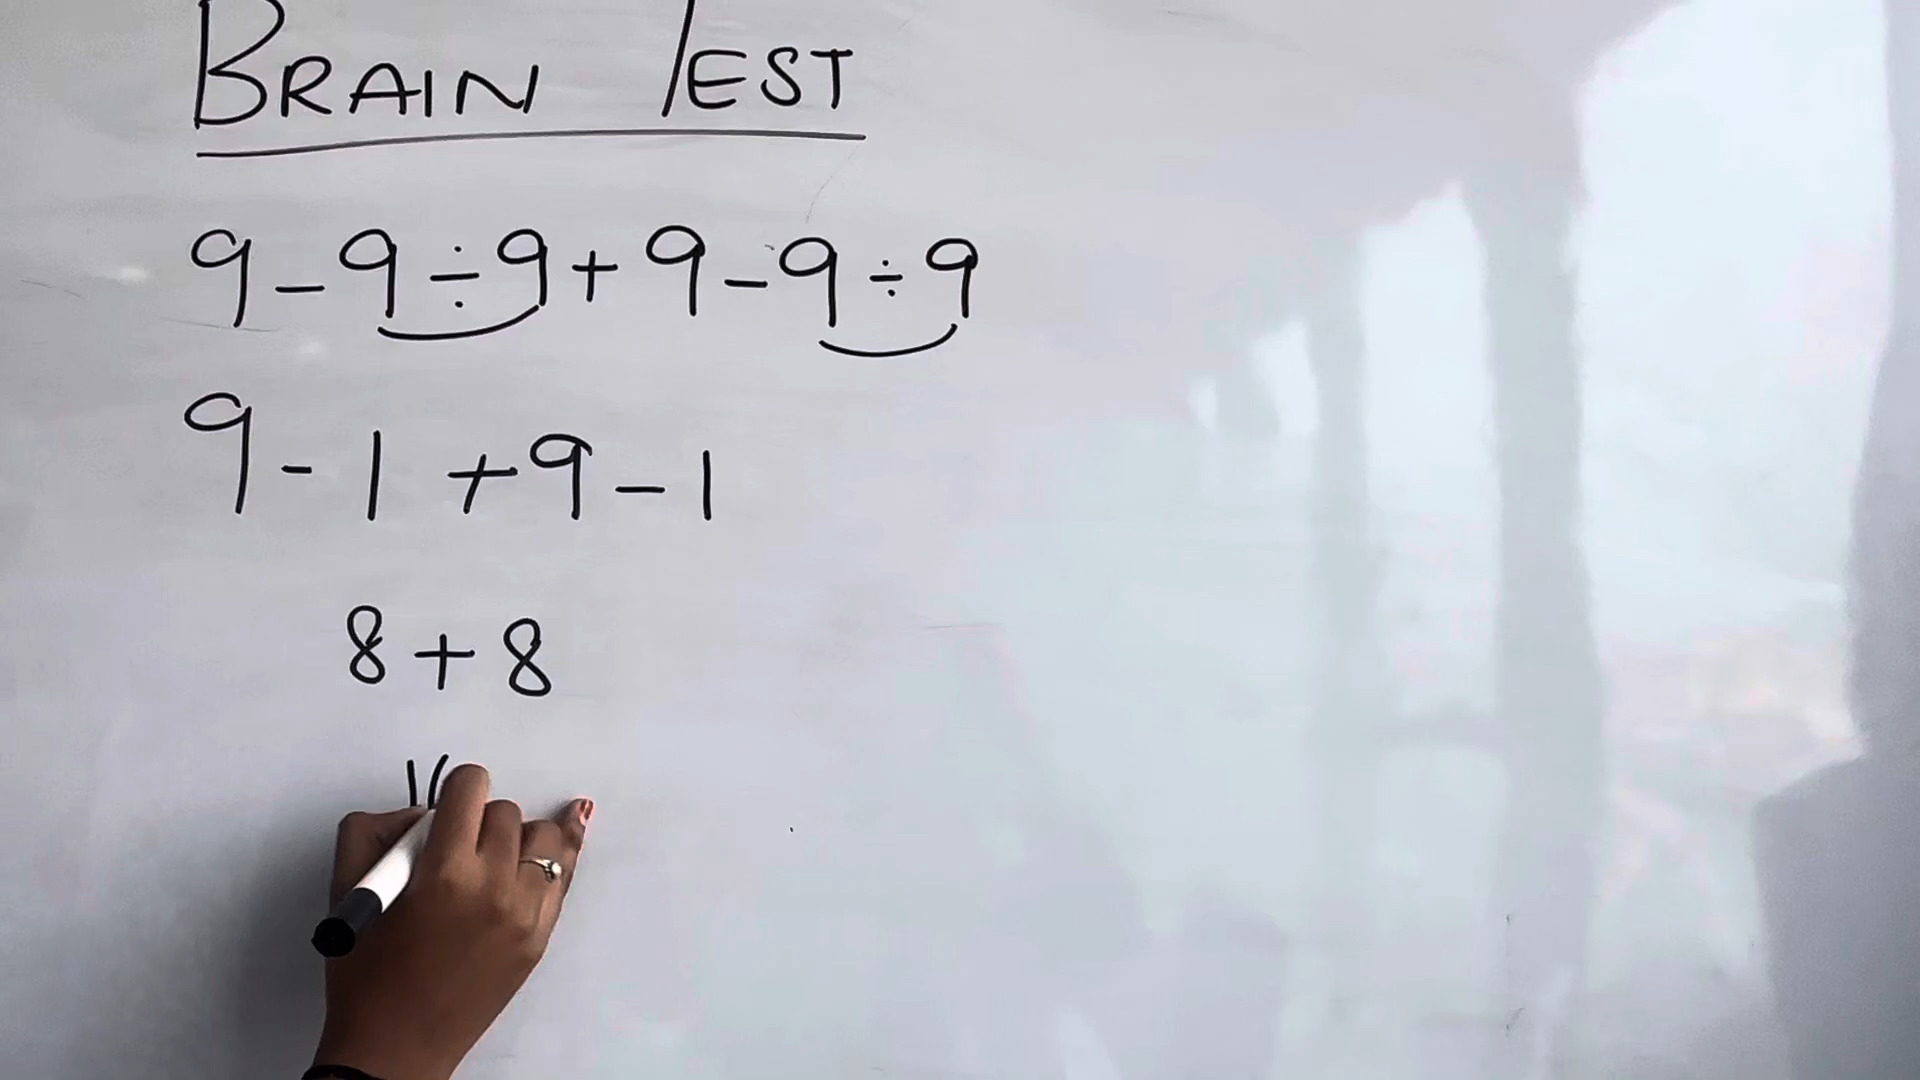 BRAIN TEST
9 - 9 ÷ 9 + 9 - 9 ÷ 9
9 - 1 + 9 - 1
8 + 8